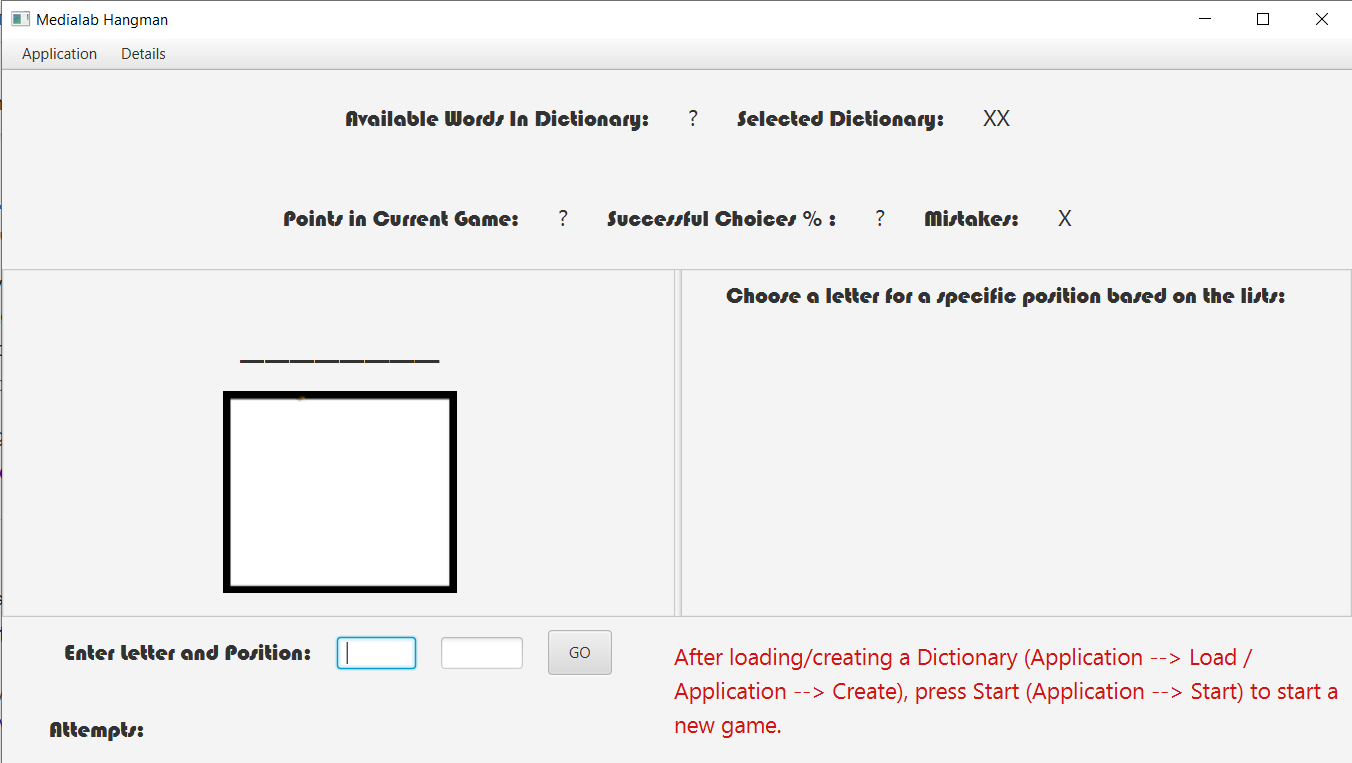 Medialab Hangman
Application Details
Available Words In Dictionary: ? Selected Dictionary: XX
Points in Current Game: ? Successful Choices % : ? Mistakes: X
Choose a letter for a specific position based on the lists:
________
Enter Letter and Position: GO
After loading/creating a Dictionary (Application --> Load /
Application --> Create), press Start (Application --> Start) to start a
new game.
Attempts: